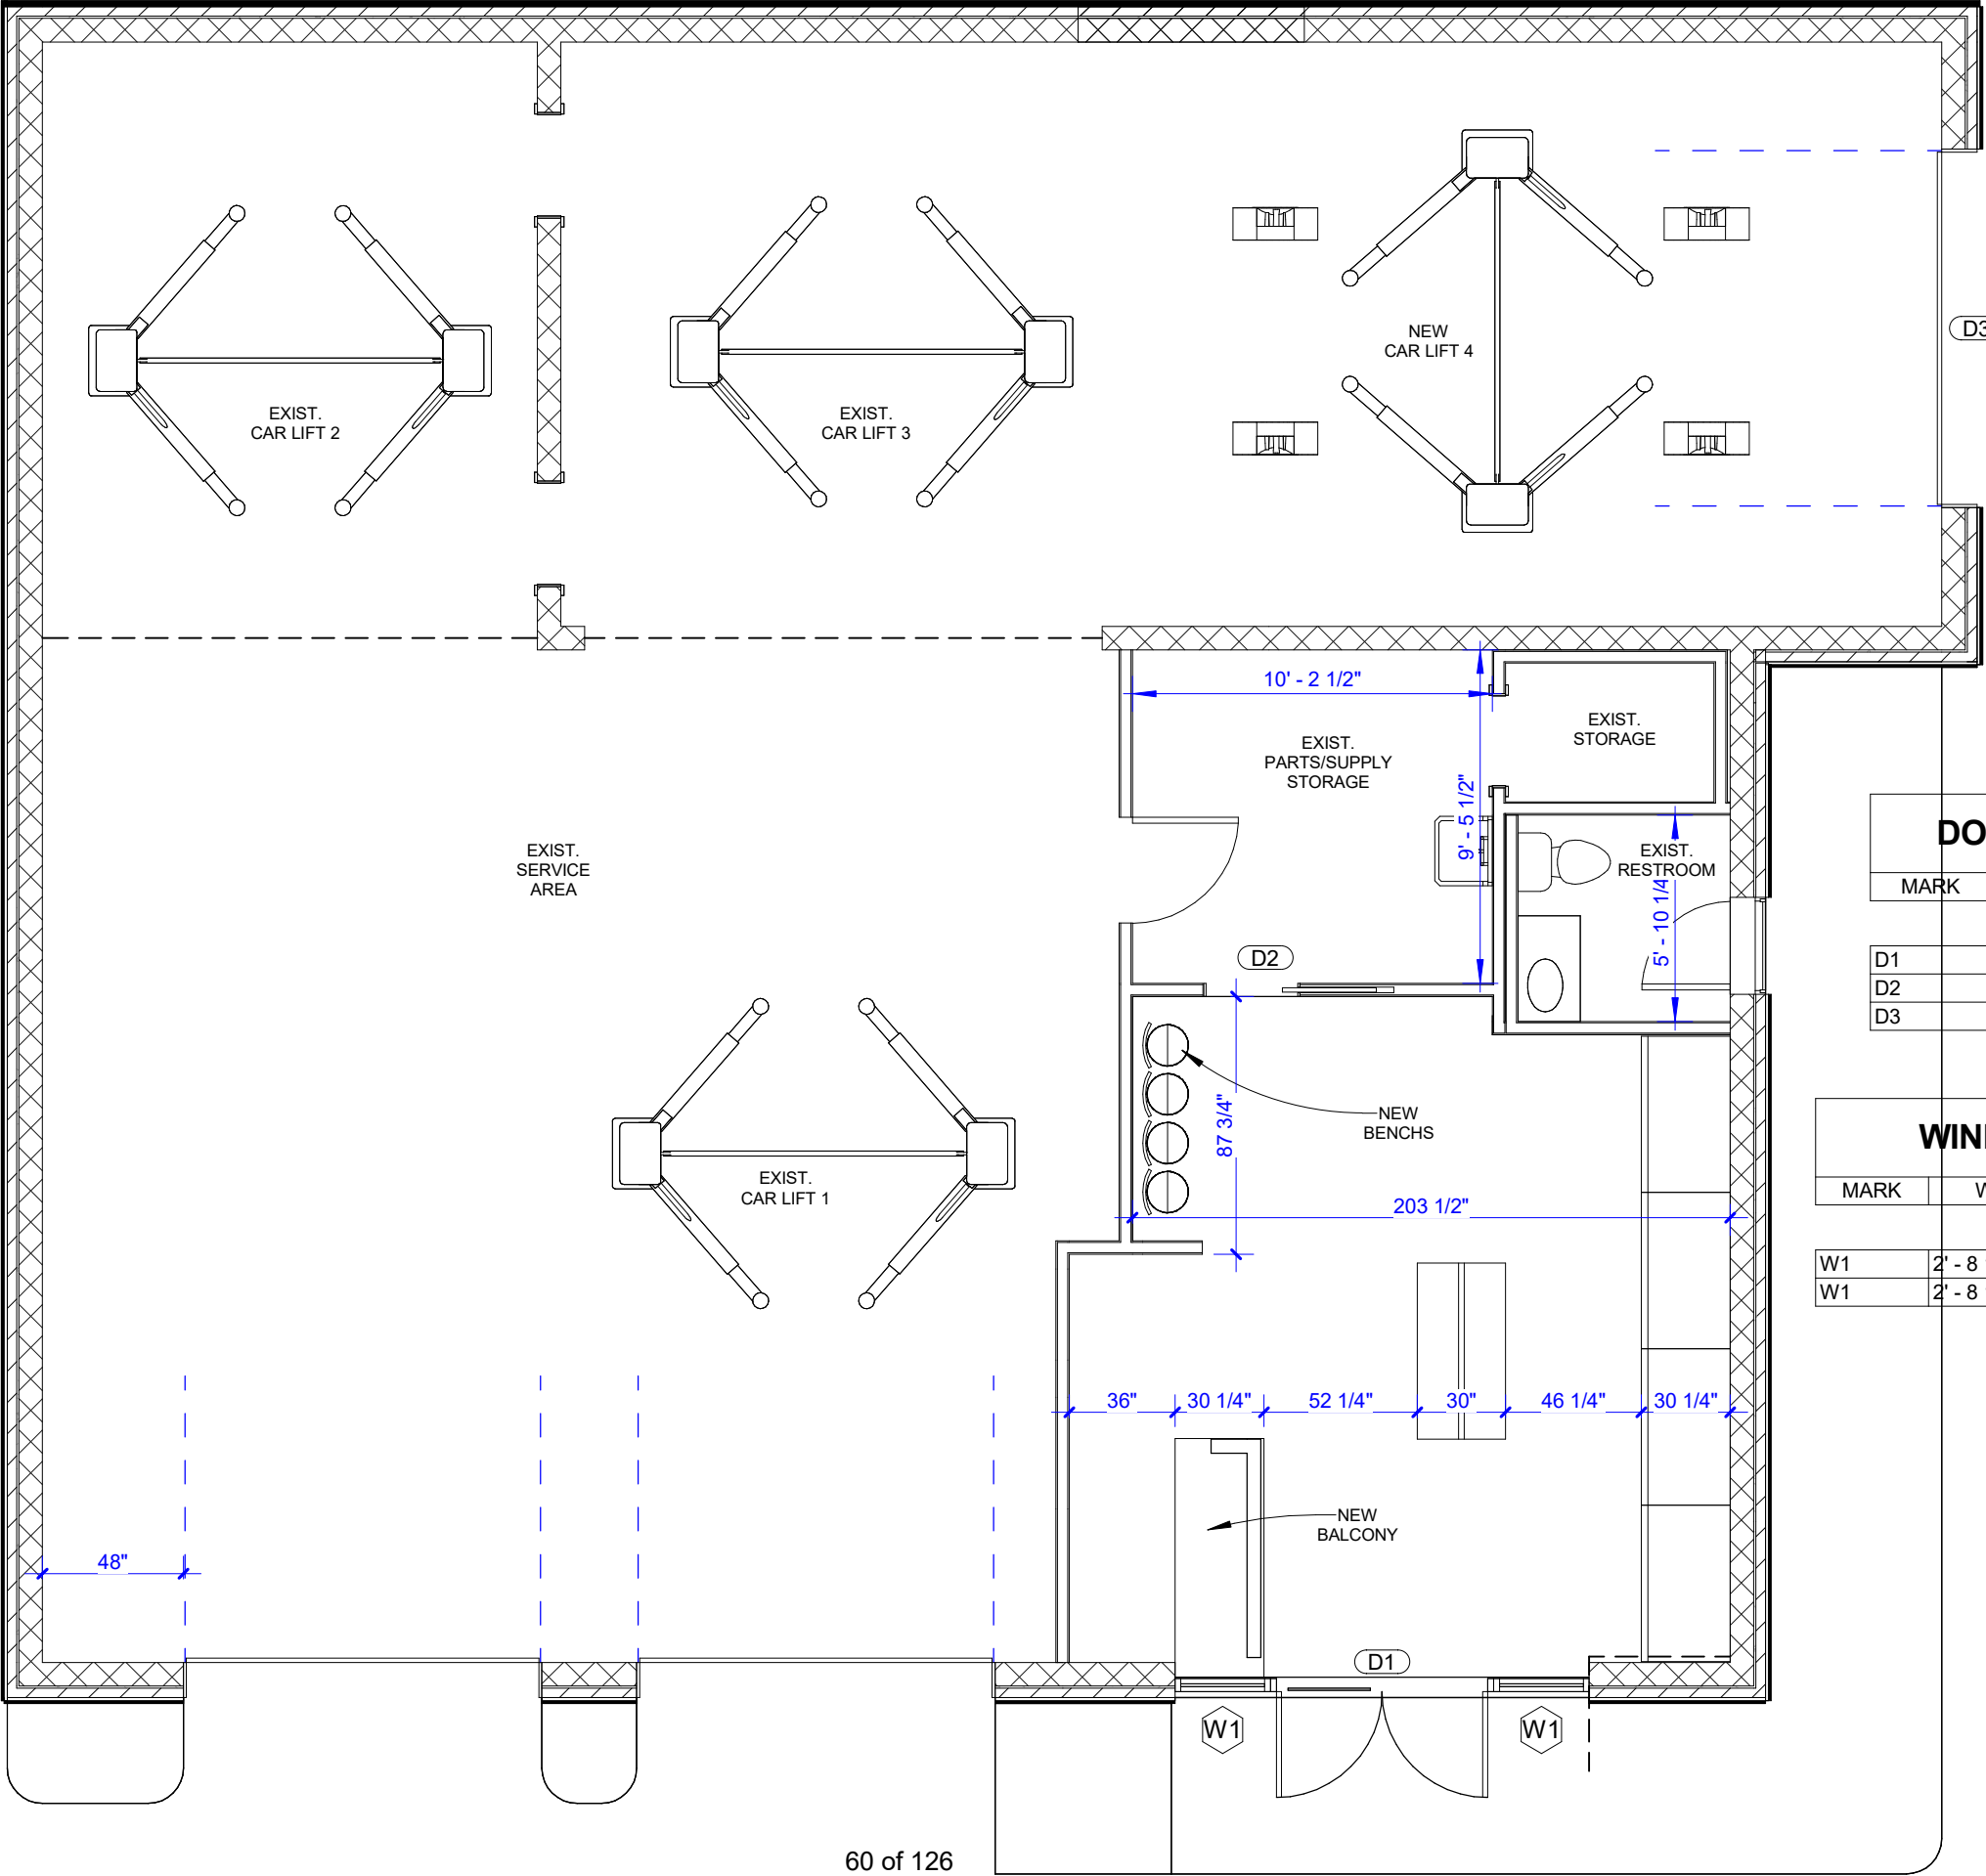 NEW
CAR LIFT 4
D3
EXIST.
CAR LIFT 2
EXIST.
CAR LIFT 3
10' - 2 1/2"
EXIST.
STORAGE
EXIST.
PARTS/SUPPLY
STORAGE
9' - 5 1/2"
EXIST.
SERVICE
AREA
EXIST.
RESTROOM
5' - 10 1/4
DO
MARK
D1
D2
D3
D2
NEW
BENCHS
87 3/4"
203 1/2"
EXIST.
CAR LIFT 1
WIN
MARK W
W1 2' - 8
W1 2' - 8
36" 30 1/4" 52 1/4" 30" 46 1/4" 30 1/4"
NEW
BALCONY
48"
D1
W1
W1
60 of 126